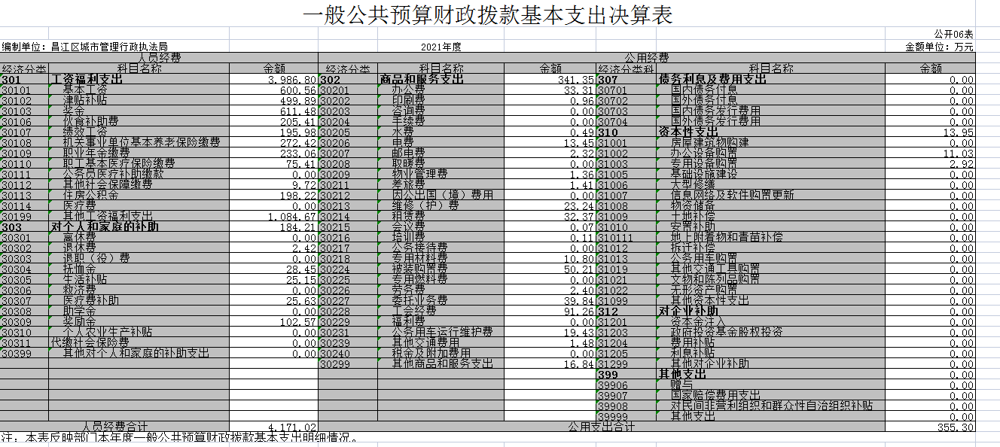 一般公共预算财政拨款基本支出决算表
公开06表
编制单位：昌江区城市管理行政执法局 2021年度 金额单位：万元
人员经费 公用经费
经济分类 科目名称 金额 经济分类 科目名称 金额 经济分类科 科目名称 金额
301 工资福利支出 3,986.80 302 商品和服务支出 341.35 307 债务利息及费用支出 0.00
30101 基本工资 600.56 30201 办公费 33.31 30701 国内债务付息 0.00
30102 津贴补贴 499.89 30202 印刷费 0.96 30702 国外债务付息 0.00
30103 奖金 611.48 30203 咨询费 0.00 30703 国内债务发行费用 0.00
30106 伙食补助费 205.41 30204 手续费 0.00 30704 国外债务发行费用 0.00
30107 绩效工资 195.98 30205 水费 0.49 310 资本性支出 13.95
30108 机关事业单位基本养老保险缴费 272.42 30206 电费 13.45 31001 房屋建筑物购建 0.00
30109 职业年金缴费 233.06 30207 邮电费 2.32 31002 办公设备购置 11.03
30110 职工基本医疗保险缴费 75.41 30208 取暖费 0.00 31003 专用设备购置 2.92
30111 公务员医疗补助缴款 0.00 30209 物业管理费 1.36 31005 基础设施建设 0.00
30112 其他社会保障缴费 9.72 30211 差旅费 1.41 31006 大型修缮 0.00
30113 住房公积金 198.22 30212 因公出国（境）费用 0.00 31007 信息网络及软件购置更新 0.00
30114 医疗费 0.00 30213 维修（护）费 23.24 31008 物资储备 0.00
30199 其他工资福利支出 1,084.67 30214 租赁费 32.37 31009 土地补偿 0.00
303 对个人和家庭的补助 184.21 30215 会议费 0.07 31010 安置补助 0.00
30301 离休费 0.00 30216 培训费 0.11 310111 地上附着物和青苗补偿 0.00
30302 退休费 2.42 30217 公务接待费 0.00 31012 拆迁补偿 0.00
30303 退职（役）费 0.00 30218 专用材料费 10.80 31013 公务用车购置 0.00
30304 抚恤金 28.45 30224 被装购置费 50.21 31019 其他交通工具购置 0.00
30305 生活补贴 25.15 30225 专用燃料费 0.00 31021 文物和陈列品购置 0.00
30306 救济费 0.00 30226 劳务费 2.40 31022 无形资产购置 0.00
30307 医疗费补助 25.63 30227 委托业务费 39.84 31099 其他资本性支出 0.00
30308 助学金 0.00 30228 工会经费 91.26 312 对企业补助 0.00
30309 奖励金 102.57 30229 福利费 0.00 31201 资本金注入 0.00
30310 个人农业生产补贴 0.00 30231 公务用车运行维护费 19.43 31203 政府投资基金股权投资 0.00
30311 代缴社会保险费 0.00 30239 其他交通费用 1.48 31204 费用补贴 0.00
30399 其他对个人和家庭的补助支出 0.00 30240 税金及附加费用 0.00 31205 利息补贴 0.00
30299 其他商品和服务支出 16.84 31299 其他对企业补助 0.00
399 其他支出 0.00
39906 赠与 0.00
39907 国家赔偿费用支出 0.00
39908 对民间非营利组织和群众性自治组织补贴 0.00
39999 其他支出 0.00
人员经费合计 4,171.02 公用支出合计 355.30
注：本表反映部门本年度一般公共预算财政拨款基本支出明细情况。